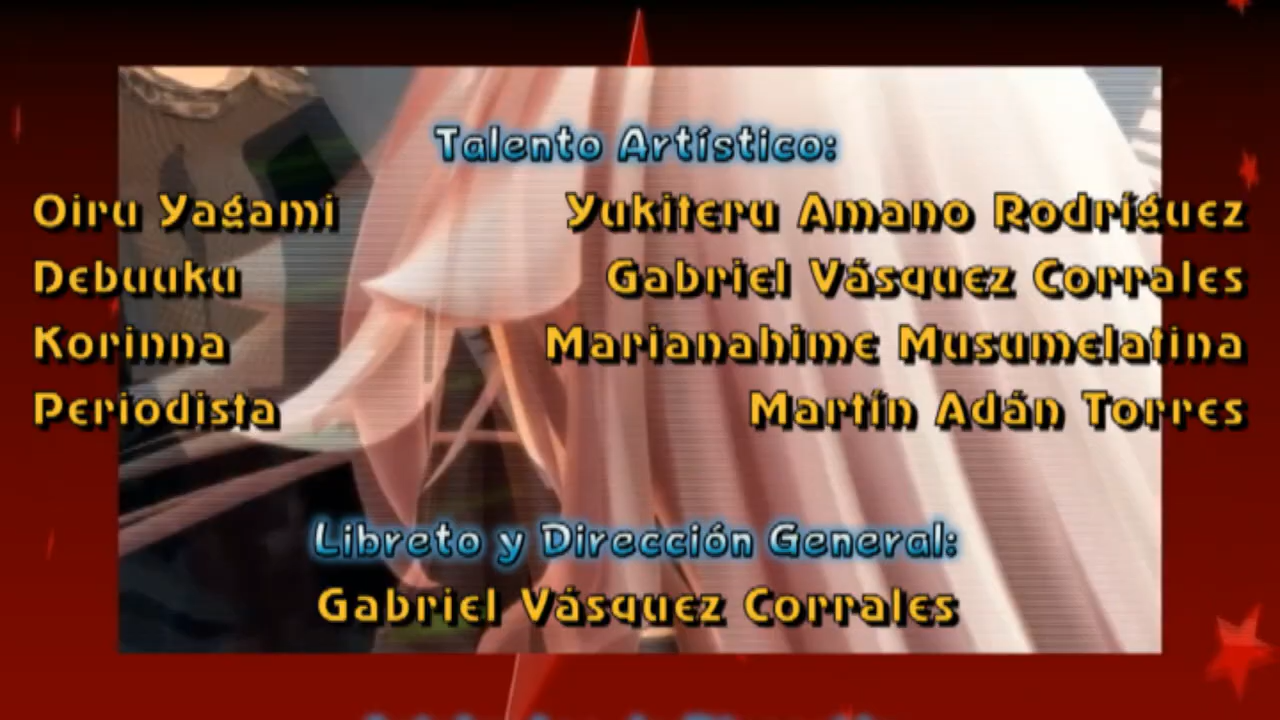 Talento Artístico:
Oiru Yagami Yukiteru Amano Rodríguez
Debuuku Gabriel Vásquez Corrales
Korinna Marianahime Musumelatina
Periodista Martín Adán Torres
Libreto y Dirección General:
Gabriel Vásquez Corrales